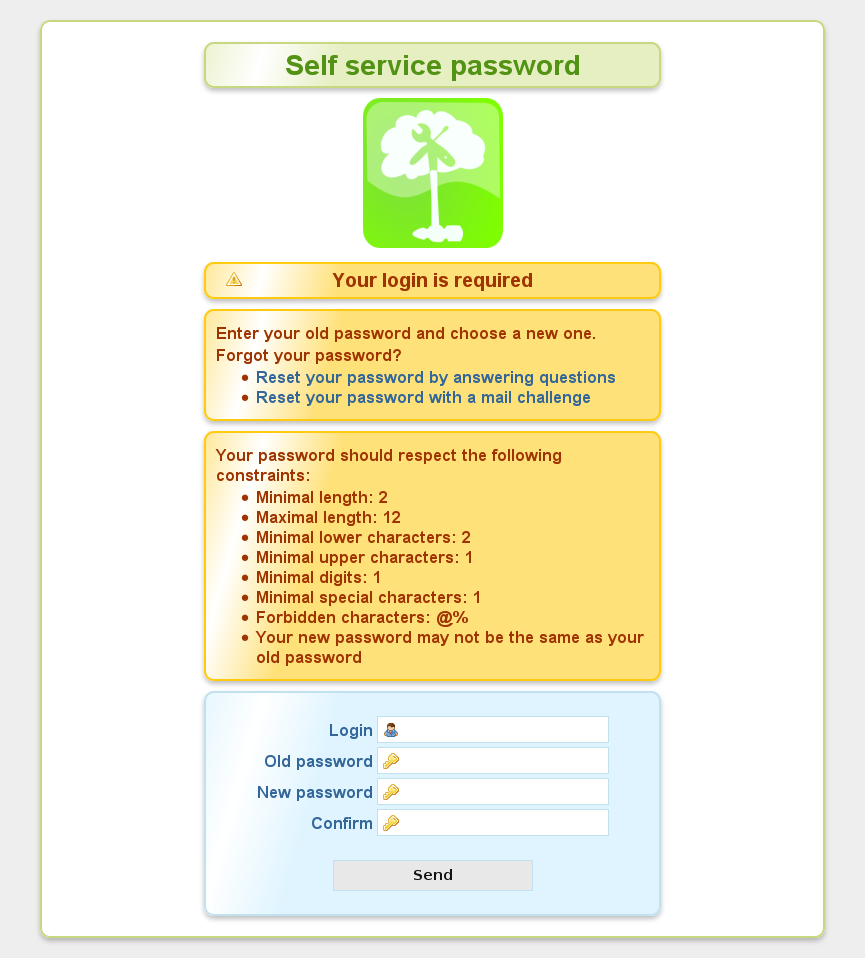 Self service password
Your login is required
Enter your old password and choose a new one.
Forgot your password?
• Reset your password by answering questions
• Reset your password with a mail challenge
Your password should respect the following
constraints:
• Minimal length: 2
• Maximal length: 12
• Minimal lower characters: 2
• Minimal upper characters: 1
• Minimal digits: 1
• Minimal special characters: 1
• Forbidden characters: @%
• Your new password may not be the same as your
old password
Login
Old password
New password
Confirm
Send